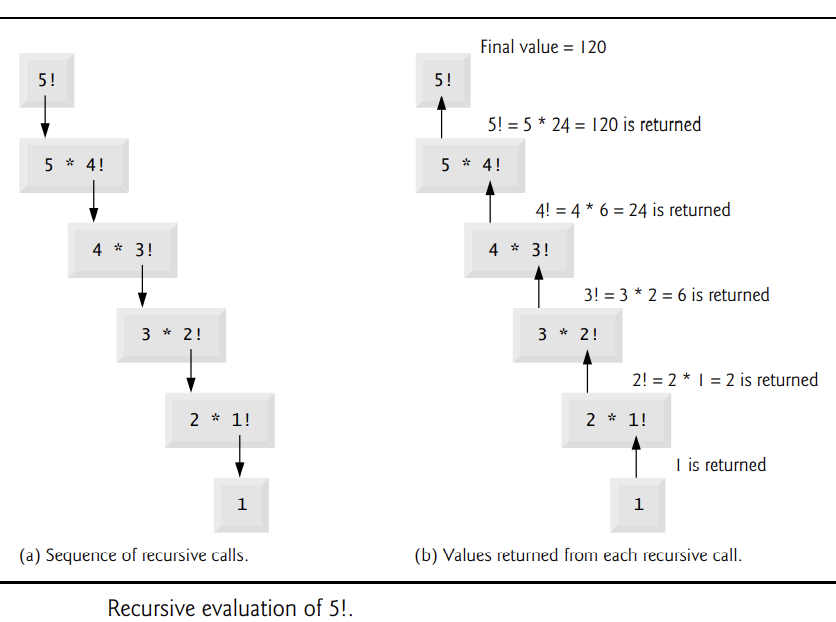 5!
5 * 4!
4 * 3!
3 * 2!
2 * 1!
1
(a) Sequence of recursive calls.
Final value = 120
5!
5! = 5 * 24 = 120 is returned
5 * 4!
4! = 4 * 6 = 24 is returned
4 * 3!
3! = 3 * 2 = 6 is returned
3 * 2!
2! = 2 * 1 = 2 is returned
2 * 1!
1 is returned
1
(b) Values returned from each recursive call.
Recursive evaluation of 5!.